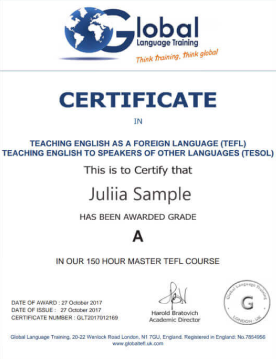 Global
Language Training
Think training, think global
CERTIFICATE
IN
TEACHING ENGLISH AS A FOREIGN LANGUAGE (TEFL)
TEACHING ENGLISH TO SPEAKERS OF OTHER LANGUAGES (TESOL)
This is to Certify that
Juliia Sample
HAS BEEN AWARDED GRADE
A
IN OUR 150 HOUR MASTER TEFL COURSE
DATE OF AWARD : 27 October 2017
DATE OF ISSUE : 27 October 2017
CERTIFICATE NUMBER : GLT2017012169
Harold Bratovich
Academic Director
Global Language Training
G
LONDON, UK
Global Language Training, 20-22 Wenlock Road London, N1 7GU, England. Registered in England: No.7864966
www.globaltefl.uk.com